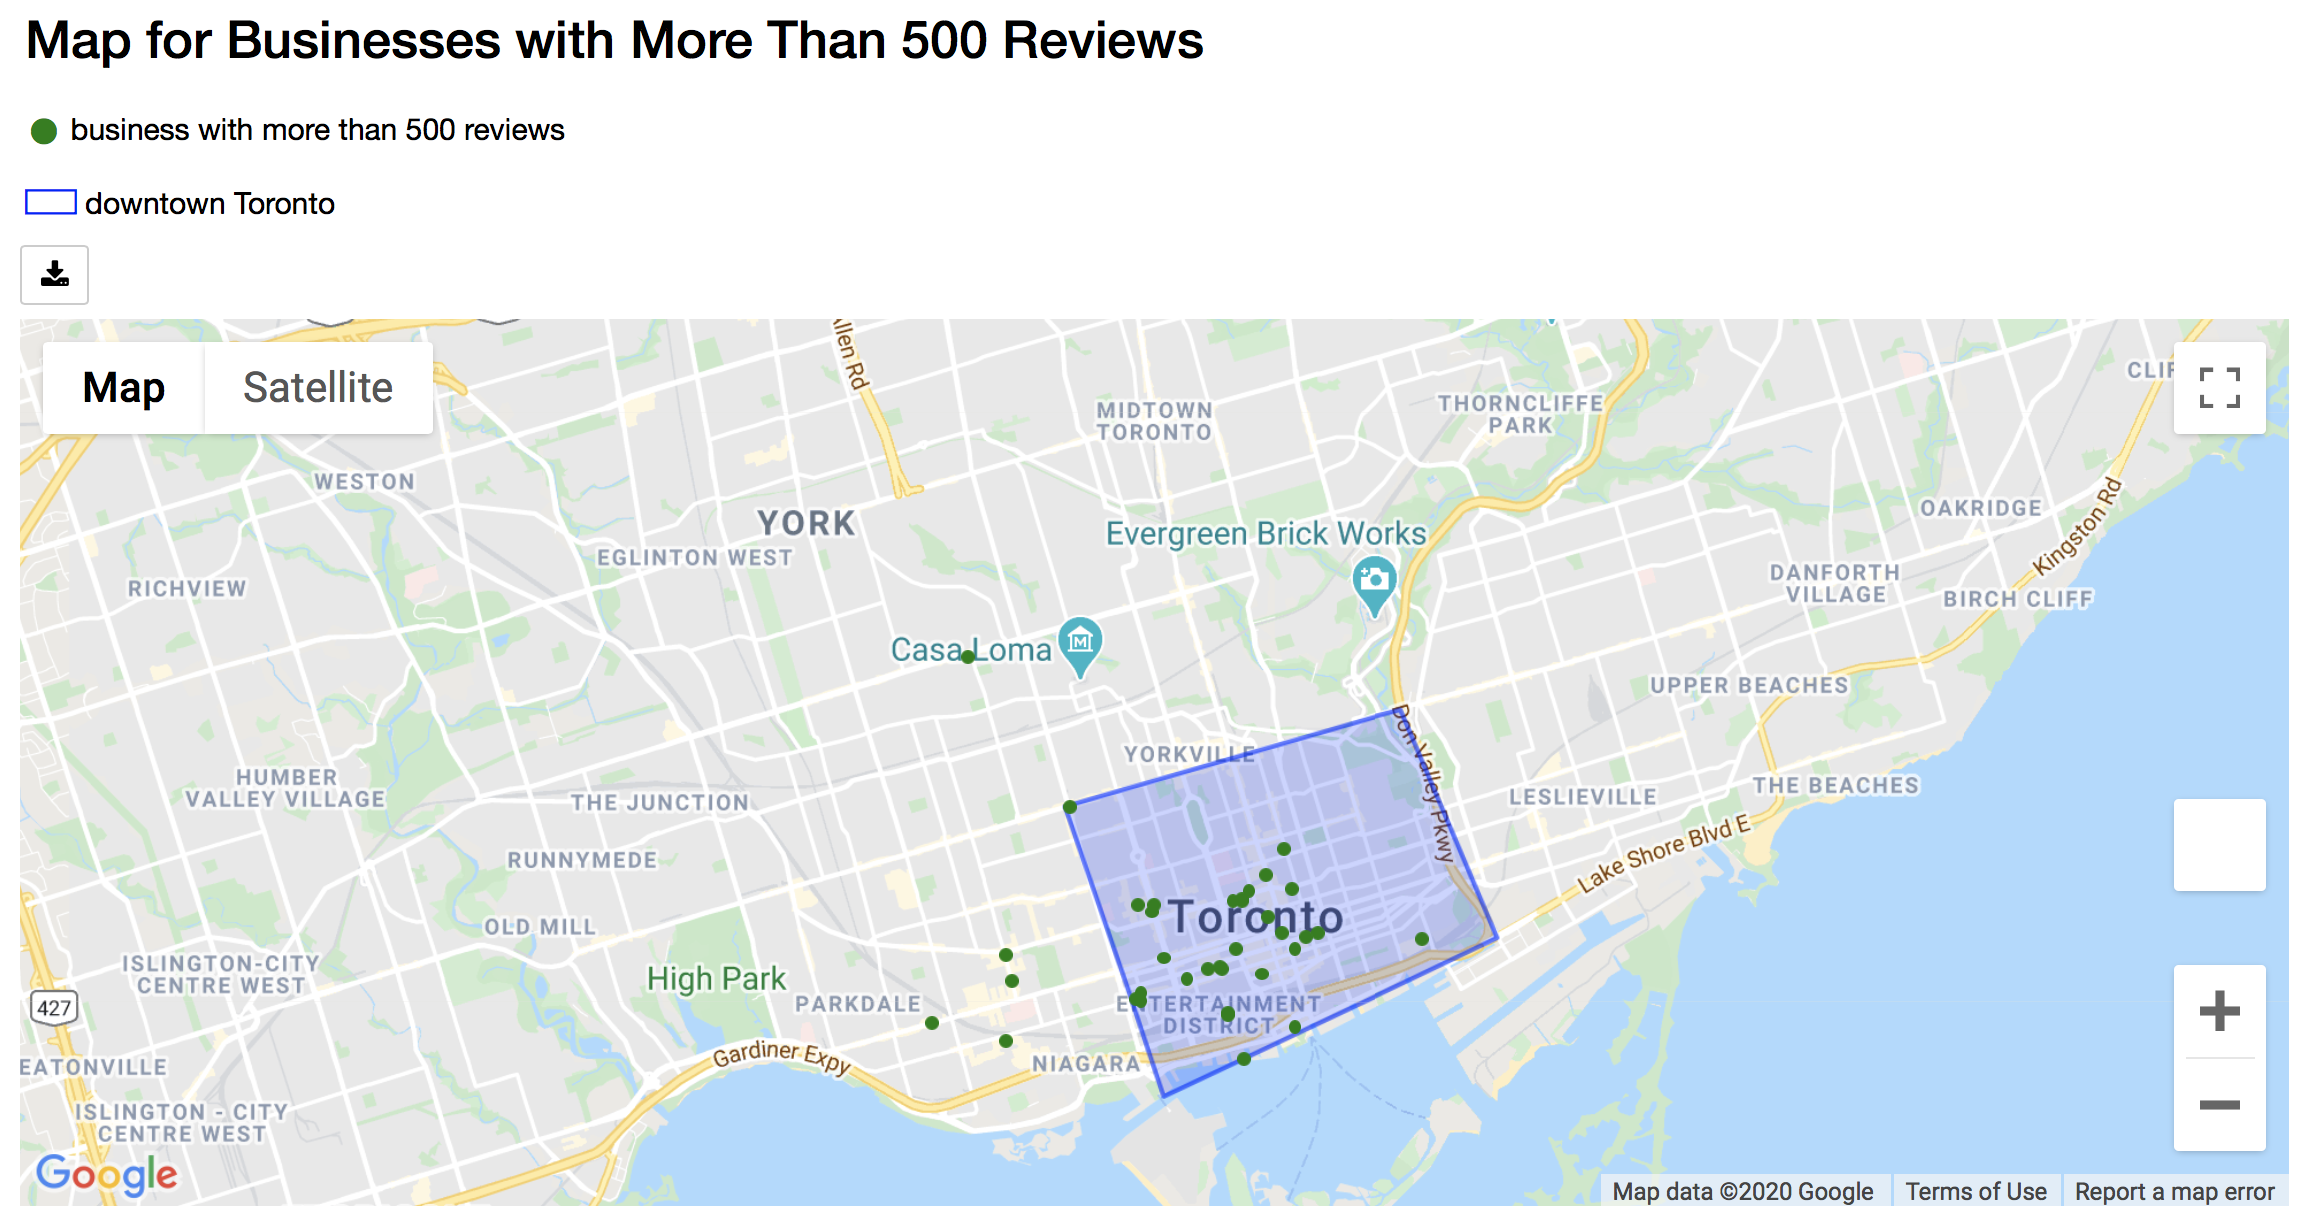 Map for Businesses with More Than 500 Reviews
business with more than 500 reviews
downtown Toronto
Map
Satellite
Allen Rd
MIDTOWN
TORONTO
THORNCLIFFE
PARK
CLIF
WESTON
YORK
EGLINTON WEST
Evergreen Brick Works
OAKRIDGE
Kingston Rd
RICHVIEW
DANFORTH
VILLAGE
BIRCH CLIFF
Casa Loma
M
UPPER BEACHES
Don Valley Pkwy
YORKVILLE
HUMBER
VALLEY VILLAGE
THE JUNCTION
LESLIEVILLE
THE BEACHES
Lake Shore Blvd E
RUNNYMEDE
OLD MILL
Toronto
ISLINGTON-CITY
CENTRE WEST
High Park
PARKDALE
427
ENTERTAINMENT
DISTRICT
Gardiner Expy
NIAGARA
EATONVILLE
ISLINGTON - CITY
CENTRE WEST
Google
Map data ©2020 Google
Terms of Use
Report a map error